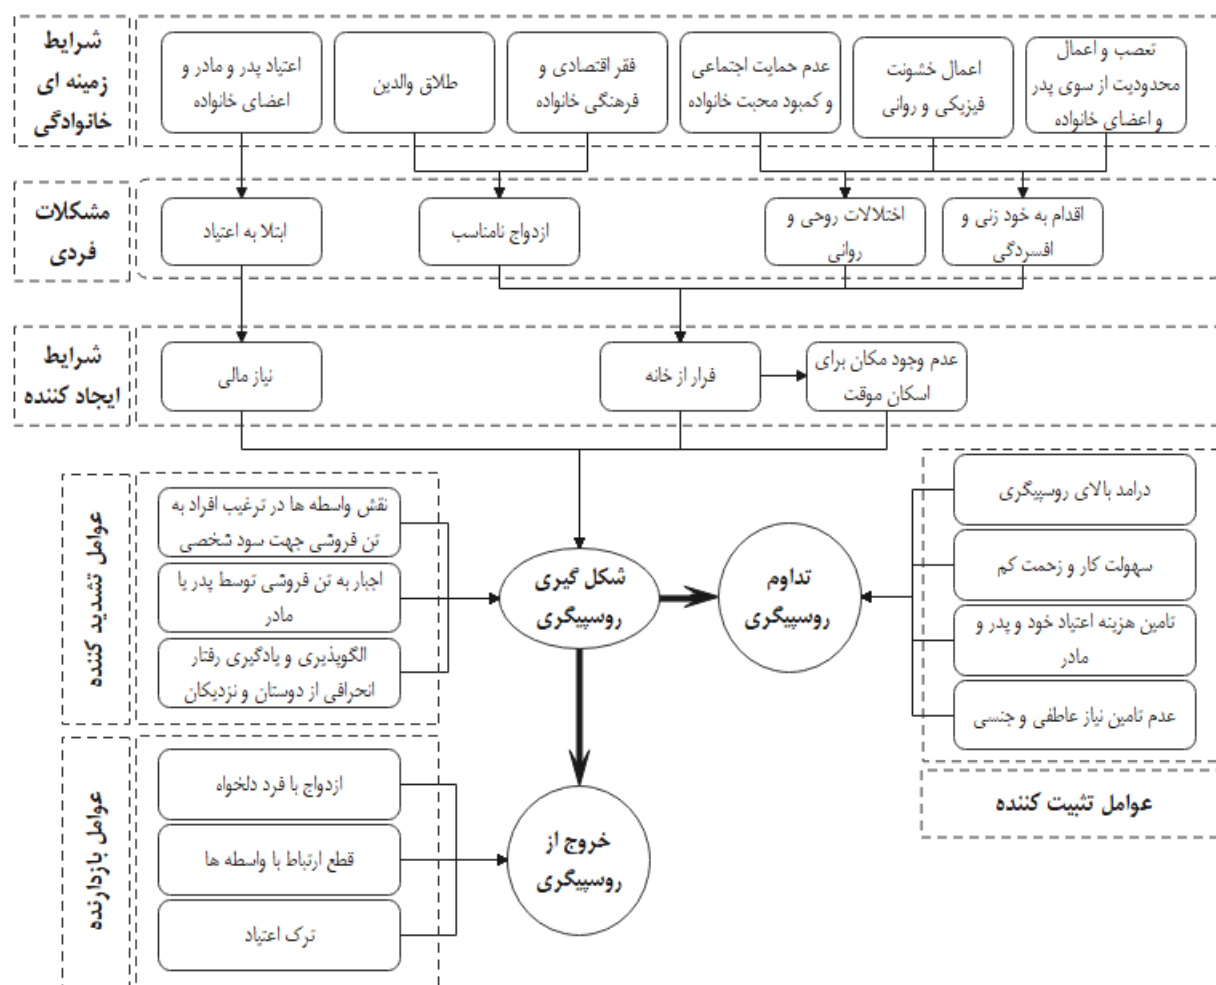 شرایط
زمینه ای
خانوادگی
تعصب و اعمال
محدودیت از سوی پدر
و اعضای خانواده
اعمال خشونت
فیزیکی و روانی
عدم حمایت اجتماعی
و کمبود محبت خانواده
فقر اقتصادی و
فرهنگی خانواده
طلاق والدین
اعتیاد پدر و مادر و
اعضای خانواده
مشکلات
فردی
اقدام به خود زنی و
افسردگی
اختلالات روحی و
روانی
ازدواج نامناسب
ابتلا به اعتیاد
شرایط
ایجاد کننده
عدم وجود مکان برای
اسکان موقت
فرار از خانه
نیاز مالی
درامد بالای روسپیگری
سهولت کار و زحمت کم
تامین هزینه اعتیاد خود و پدر و
مادر
عدم تامین نیاز عاطفی و جنسی
عوامل تثبیت کننده
تداوم
روسپیگری
شکل گیری
روسپیگری
عوامل تشدید کننده
نقش واسطه ها در ترغیب افراد به
تن فروشی جهت سود شخصی
اجبار به تن فروشی توسط پدر یا
مادر
الگوپذیری و یادگیری رفتار
انحرافی از دوستان و نزدیکان
خروج از
روسپیگری
عوامل بازدارنده
ازدواج با فرد دلخواه
قطع ارتباط با واسطه ها
ترک اعتیاد